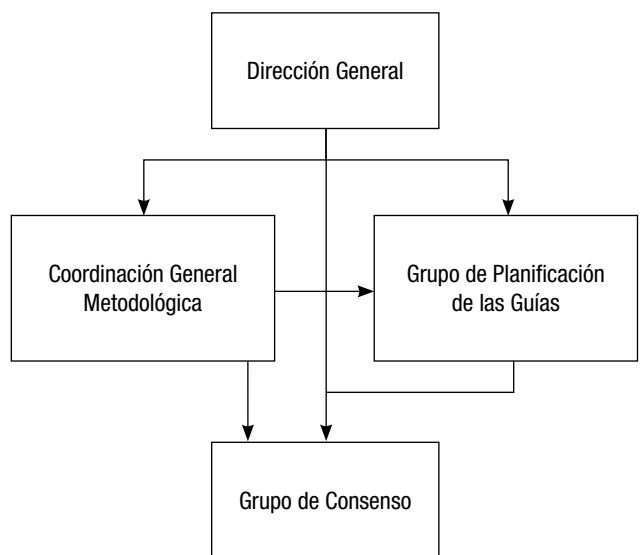 Dirección General
Coordinación General
Metodológica
Grupo de Planificación
de las Guías
Grupo de Consenso